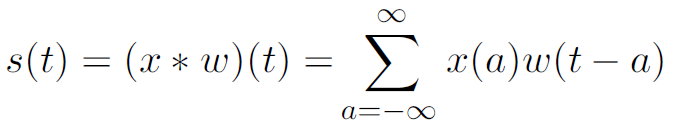 s(t) = (x ∗ w)(t) = ∑_{a=−∞}^{∞} x(a)w(t − a)